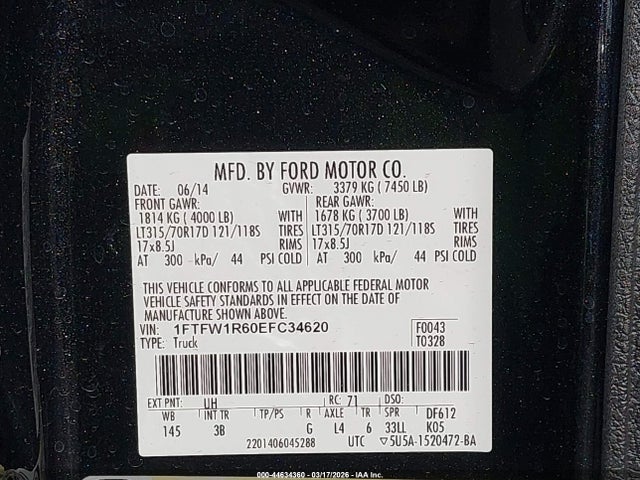 MFD. BY FORD MOTOR CO.
DATE: 06/14 GVWR: 3379 KG ( 7450 LB)
FRONT GAWR: REAR GAWR:
1814 KG ( 4000 LB) WITH 1678 KG ( 3700 LB) WITH
LT315/70R17D 121/118S TIRES LT315/70R17D 121/118S TIRES
17x8.5J RIMS 17x8.5J RIMS
AT 300 kPa/ 44 PSI COLD AT 300 kPa/ 44 PSI COLD
THIS VEHICLE CONFORMS TO ALL APPLICABLE FEDERAL MOTOR
VEHICLE SAFETY STANDARDS IN EFFECT ON THE DATE OF
MANUFACTURE SHOWN ABOVE.
VIN: 1FTFW1R60EFC34620 F0043
TYPE: Truck T0328
EXT PNT: UH RC: 71 DSO:
WB INT TR TP/PS R AXLE TR SPR DF612
145 3B G L4 6 33LL K05
2201406045288 UTC ▽5U5A-1520472-BA
000-44634360 - 03/17/2026 - IAA Inc.